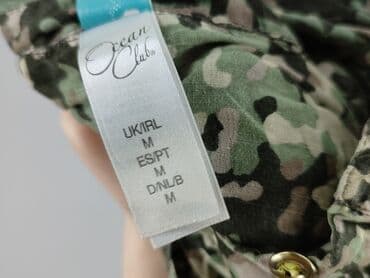 Ocean
Club
UK/IRL
M
ES/PT
M
D/NL/B
M